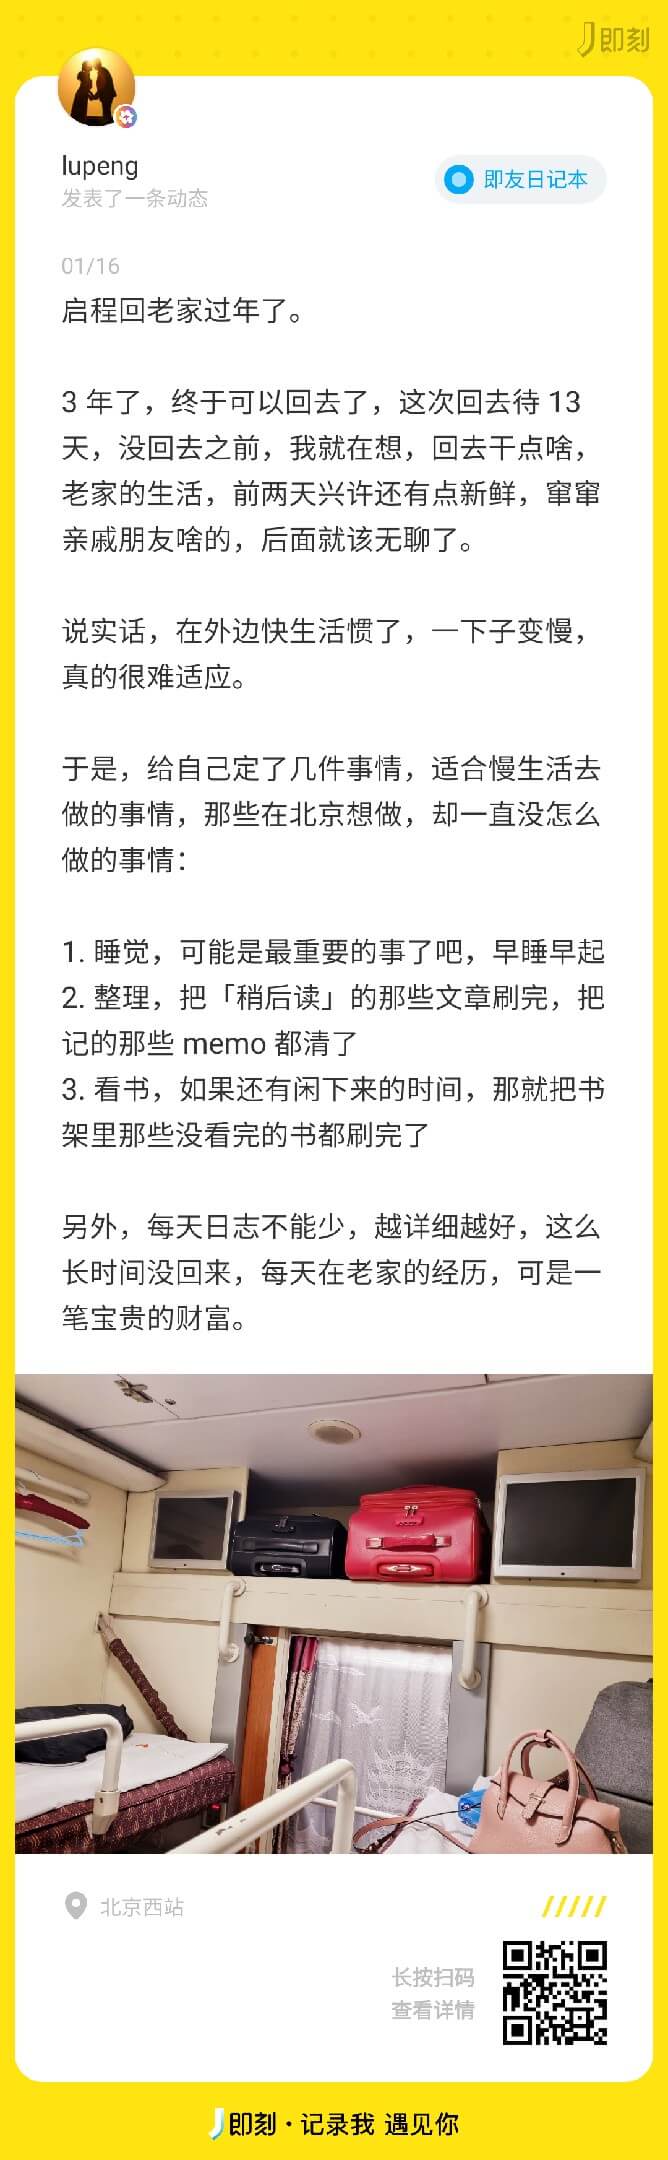 即刻
lupeng
发表了一条动态
即友日记本
01/16
启程回老家过年了。
3 年了，终于可以回去了，这次回去待 13
天，没回去之前，我就在想，回去干点啥，
老家的生活，前两天兴许还有点新鲜，窜窜
亲戚朋友啥的，后面就该无聊了。
说实话，在外边快生活惯了，一下子变慢，
真的很难适应。
于是，给自己定了几件事情，适合慢生活去
做的事情，那些在北京想做，却一直没怎么
做的事情：
1. 睡觉，可能是最重要的事了吧，早睡早起
2. 整理，把「稍后读」的那些文章刷完，把
记的那些 memo 都清了
3. 看书，如果还有闲下来的时间，那就把书
架里那些没看完的书都刷完了
另外，每天日志不能少，越详细越好，这么
长时间没回来，每天在老家的经历，可是一
笔宝贵的财富。
北京西站
长按扫码
查看详情
即刻·记录我 遇见你